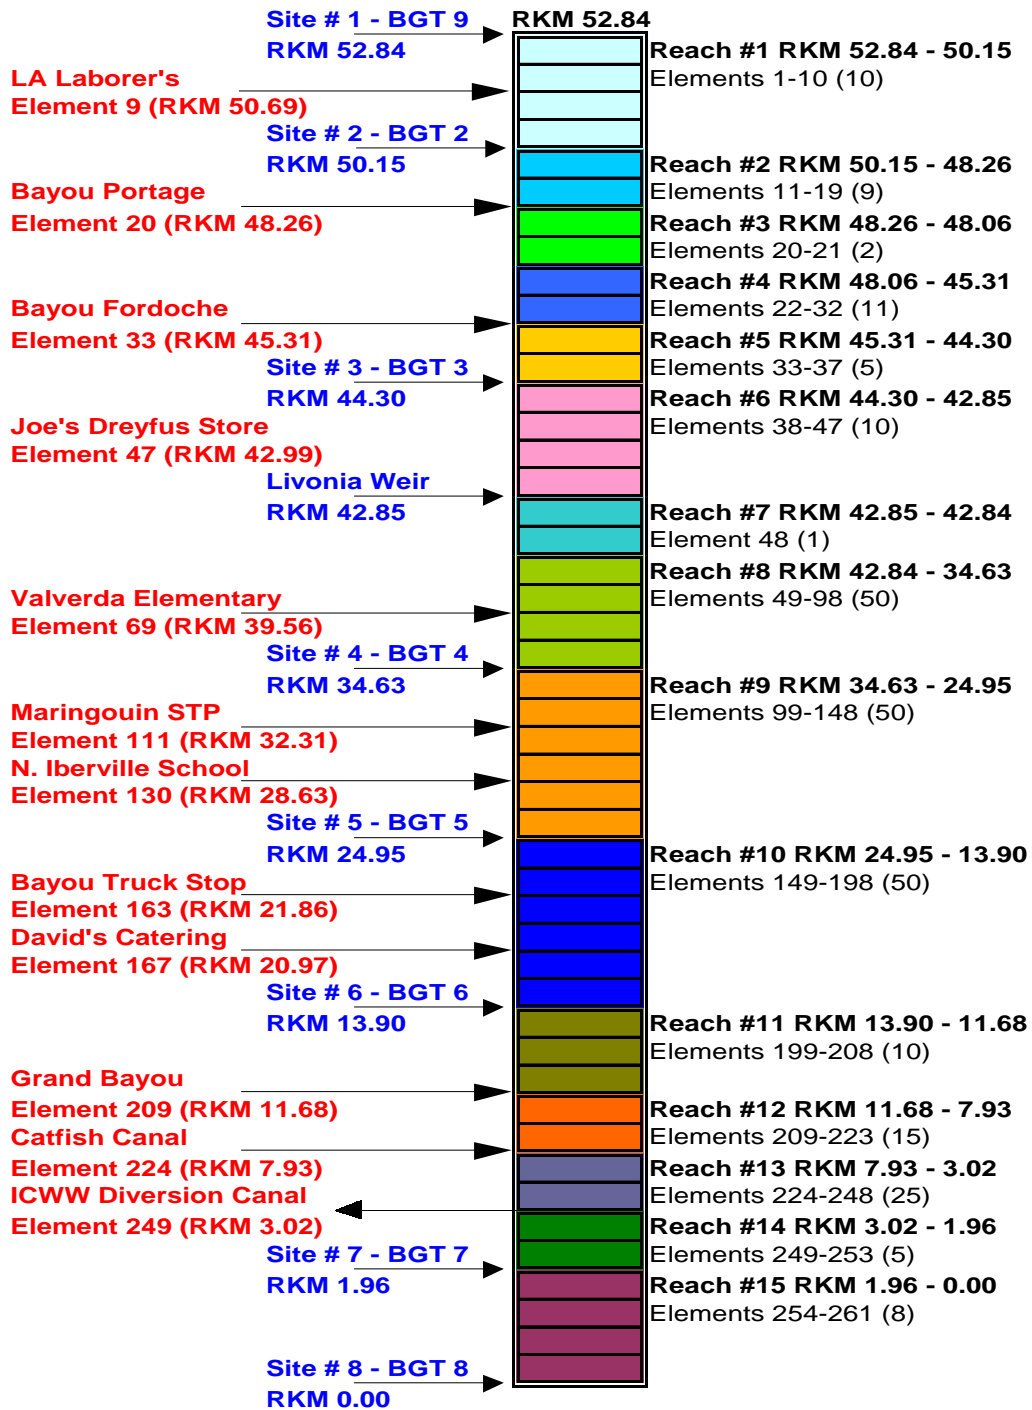 Site # 1 - BGT 9
RKM 52.84
RKM 52.84
Reach #1 RKM 52.84 - 50.15
Elements 1-10 (10)
LA Laborer's
Element 9 (RKM 50.69)
Site # 2 - BGT 2
RKM 50.15
Reach #2 RKM 50.15 - 48.26
Elements 11-19 (9)
Bayou Portage
Element 20 (RKM 48.26)
Reach #3 RKM 48.26 - 48.06
Elements 20-21 (2)
Reach #4 RKM 48.06 - 45.31
Elements 22-32 (11)
Bayou Fordoche
Element 33 (RKM 45.31)
Reach #5 RKM 45.31 - 44.30
Elements 33-37 (5)
Site # 3 - BGT 3
RKM 44.30
Reach #6 RKM 44.30 - 42.85
Elements 38-47 (10)
Joe's Dreyfus Store
Element 47 (RKM 42.99)
Livonia Weir
RKM 42.85
Reach #7 RKM 42.85 - 42.84
Element 48 (1)
Reach #8 RKM 42.84 - 34.63
Elements 49-98 (50)
Valverda Elementary
Element 69 (RKM 39.56)
Site # 4 - BGT 4
RKM 34.63
Reach #9 RKM 34.63 - 24.95
Elements 99-148 (50)
Maringouin STP
Element 111 (RKM 32.31)
N. Iberville School
Element 130 (RKM 28.63)
Site # 5 - BGT 5
RKM 24.95
Reach #10 RKM 24.95 - 13.90
Elements 149-198 (50)
Bayou Truck Stop
Element 163 (RKM 21.86)
David's Catering
Element 167 (RKM 20.97)
Site # 6 - BGT 6
RKM 13.90
Reach #11 RKM 13.90 - 11.68
Elements 199-208 (10)
Grand Bayou
Element 209 (RKM 11.68)
Reach #12 RKM 11.68 - 7.93
Elements 209-223 (15)
Catfish Canal
Element 224 (RKM 7.93)
Reach #13 RKM 7.93 - 3.02
Elements 224-248 (25)
ICWW Diversion Canal
Element 249 (RKM 3.02)
Reach #14 RKM 3.02 - 1.96
Elements 249-253 (5)
Site # 7 - BGT 7
RKM 1.96
Reach #15 RKM 1.96 - 0.00
Elements 254-261 (8)
Site # 8 - BGT 8
RKM 0.00